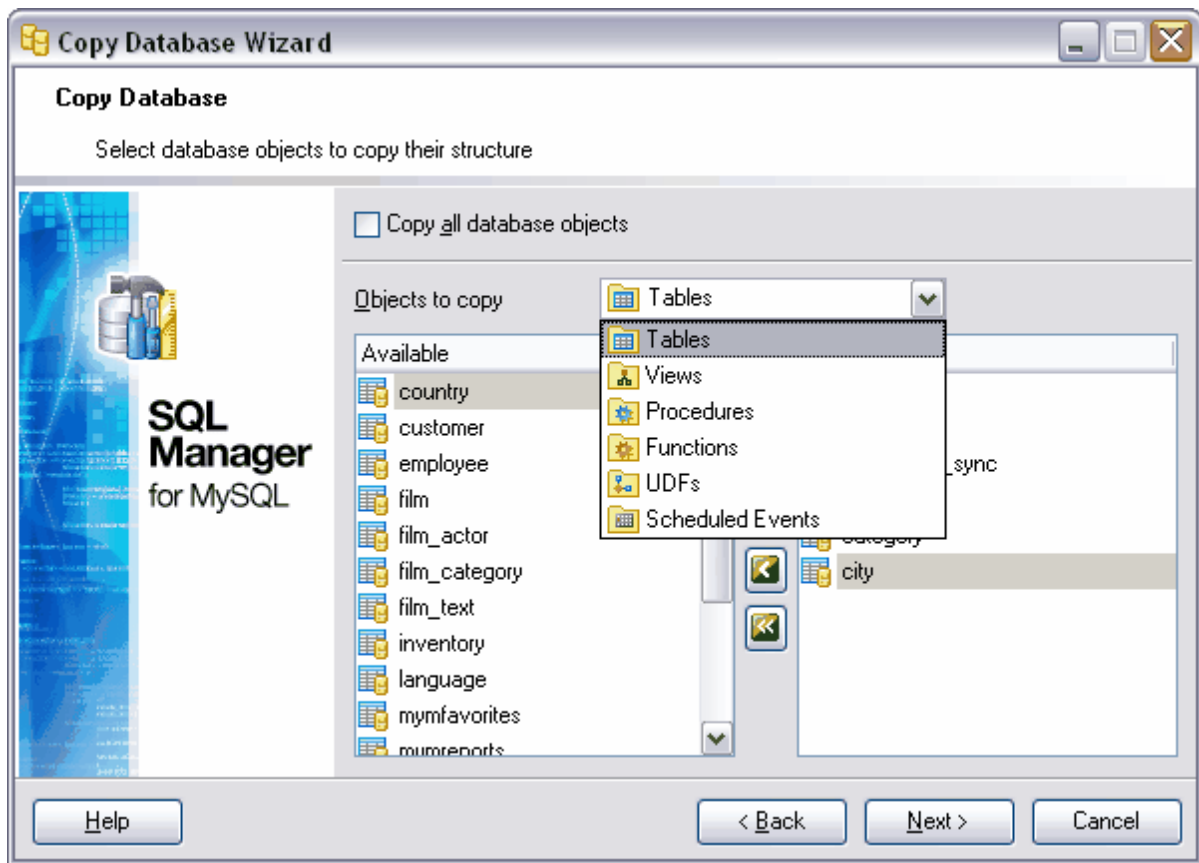 Copy Database Wizard
Copy Database
Select database objects to copy their structure
SQL
Manager
for MySQL
Copy all database objects
Objects to copy
Tables
Tables
Views
Procedures
Functions
UDFs
Scheduled Events
Available
country
customer
employee
film
film_actor
film_category
film_text
inventory
language
mymfavorites
_sync
category
city
Help
< Back
Next >
Cancel